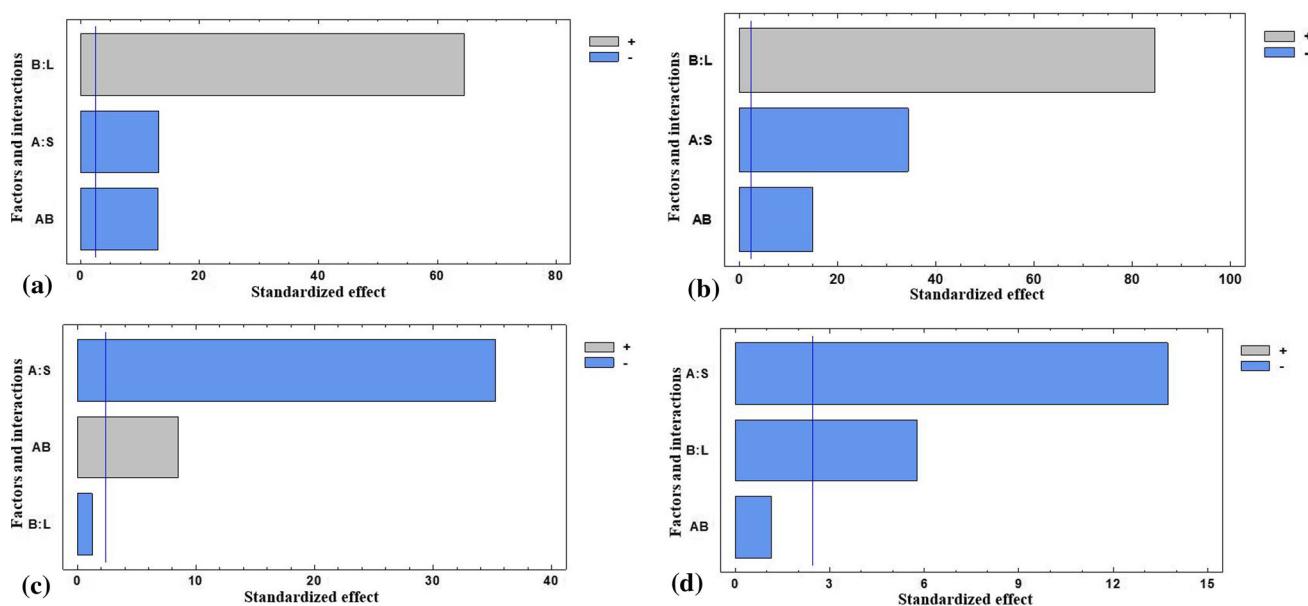 Factors and interactions
B:L
A:S
AB
0 20 40 60 80
Standardized effect
+
-
(a)
Factors and interactions
B:L
A:S
AB
0 20 40 60 80 100
Standardized effect
+
-
(b)
Factors and interactions
A:S
AB
B:L
0 10 20 30 40
Standardized effect
+
-
(c)
Factors and interactions
A:S
B:L
AB
0 3 6 9 12 15
Standardized effect
+
-
(d)